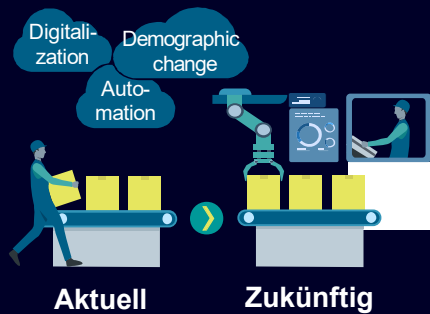 Digitali-
zation
Demographic
change
Auto-
mation
Aktuell
Zukünftig